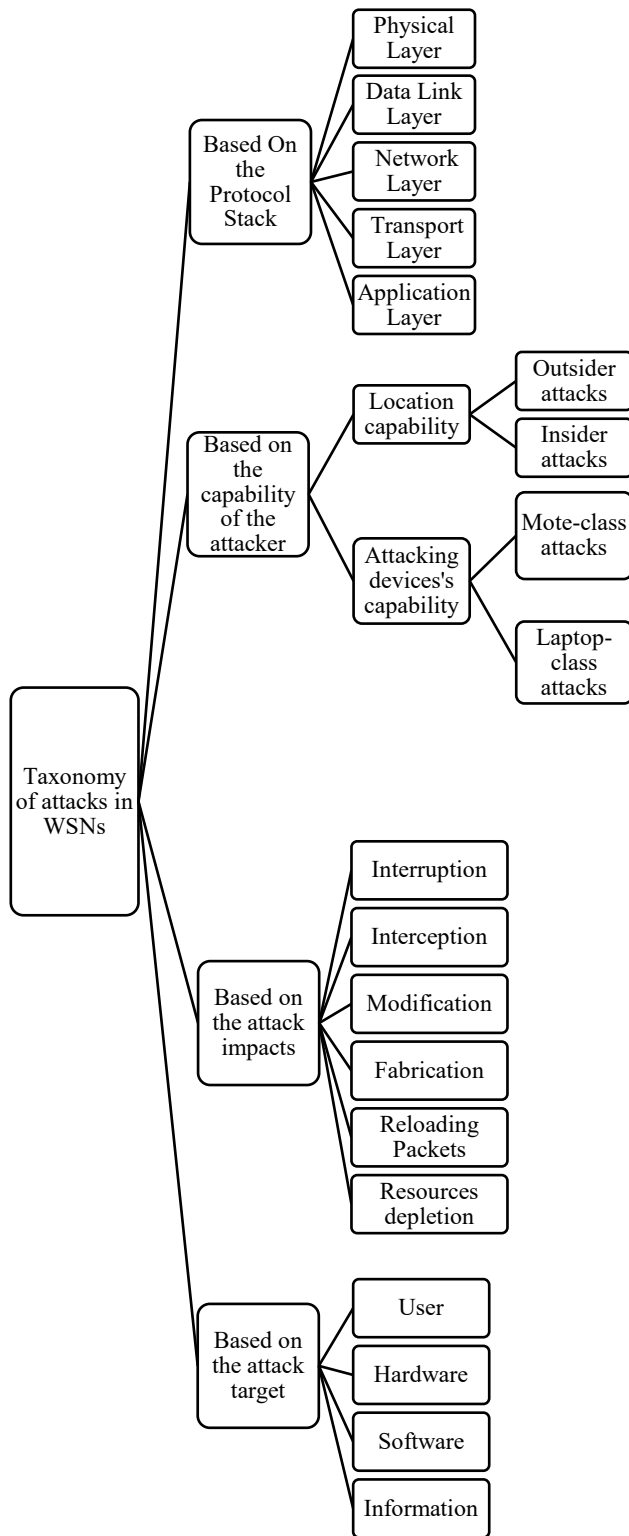 Taxonomy
of attacks in
WSNs
Based On
the
Protocol
Stack
Physical
Layer
Data Link
Layer
Network
Layer
Transport
Layer
Application
Layer
Based on
the
capability
of the
attacker
Location
capability
Outsider
attacks
Insider
attacks
Attacking
devices's
capability
Mote-class
attacks
Laptop-
class
attacks
Based on
the attack
impacts
Interruption
Interception
Modification
Fabrication
Reloading
Packets
Resources
depletion
Based on
the attack
target
User
Hardware
Software
Information